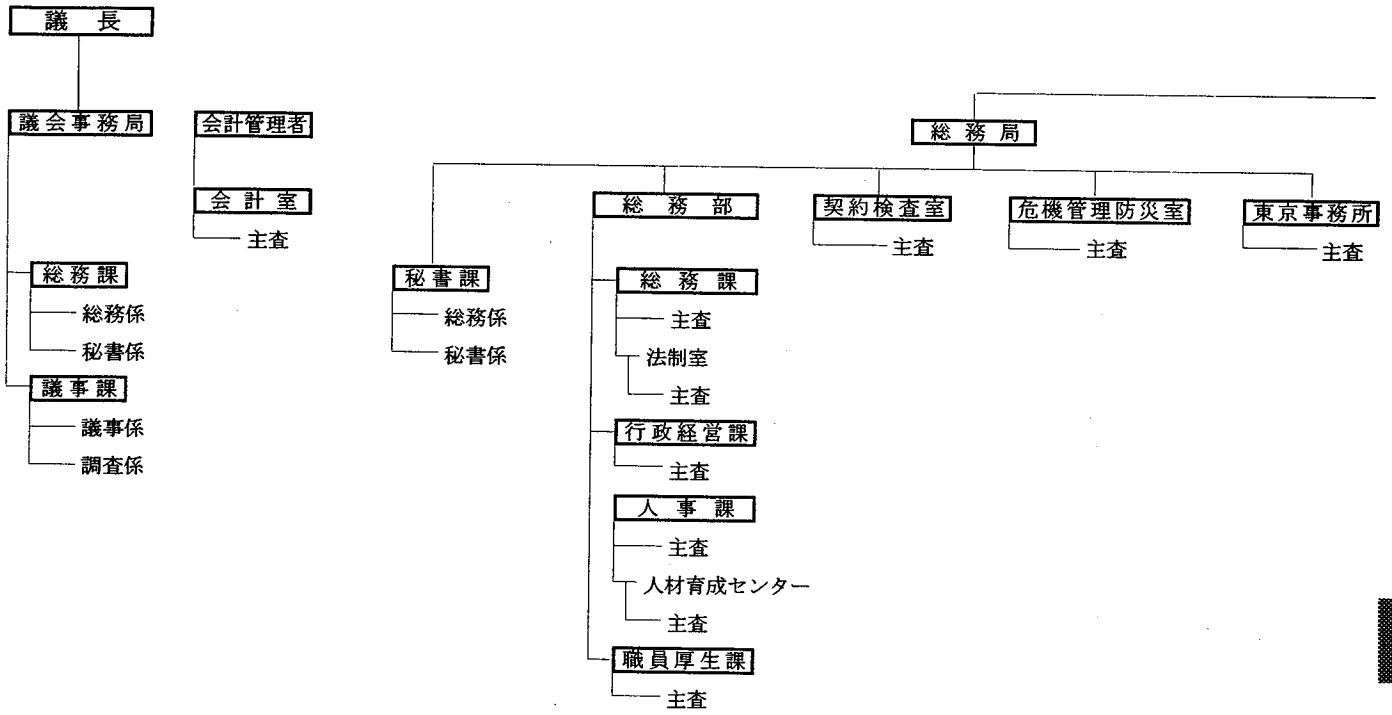 議長
議会事務局
総務課
総務係
秘書係
議事課
議事係
調査係
会計管理者
会計室
主査
総務局
秘書課
総務係
秘書係
総務部
総務課
主査
法制室
主査
行政経営課
主査
人事課
主査
人材育成センター
主査
職員厚生課
主査
契約検査室
主査
危機管理防災室
主査
東京事務所
主査